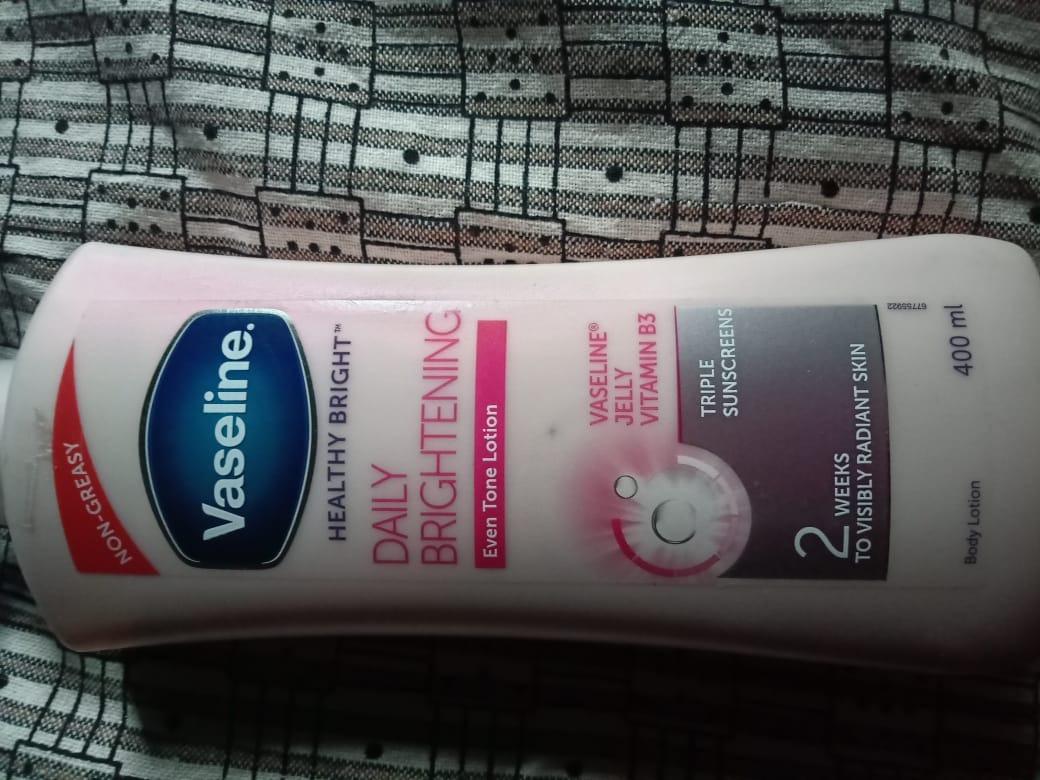 NON-GREASY
Vaseline.
HEALTHY BRIGHT™
DAILY
BRIGHTENING
Even Tone Lotion
VASELINE®
JELLY
VITAMIN B3
TRIPLE
SUNSCREENS
2 WEEKS
TO VISIBLY RADIANT SKIN
67755922
Body Lotion
400 ml